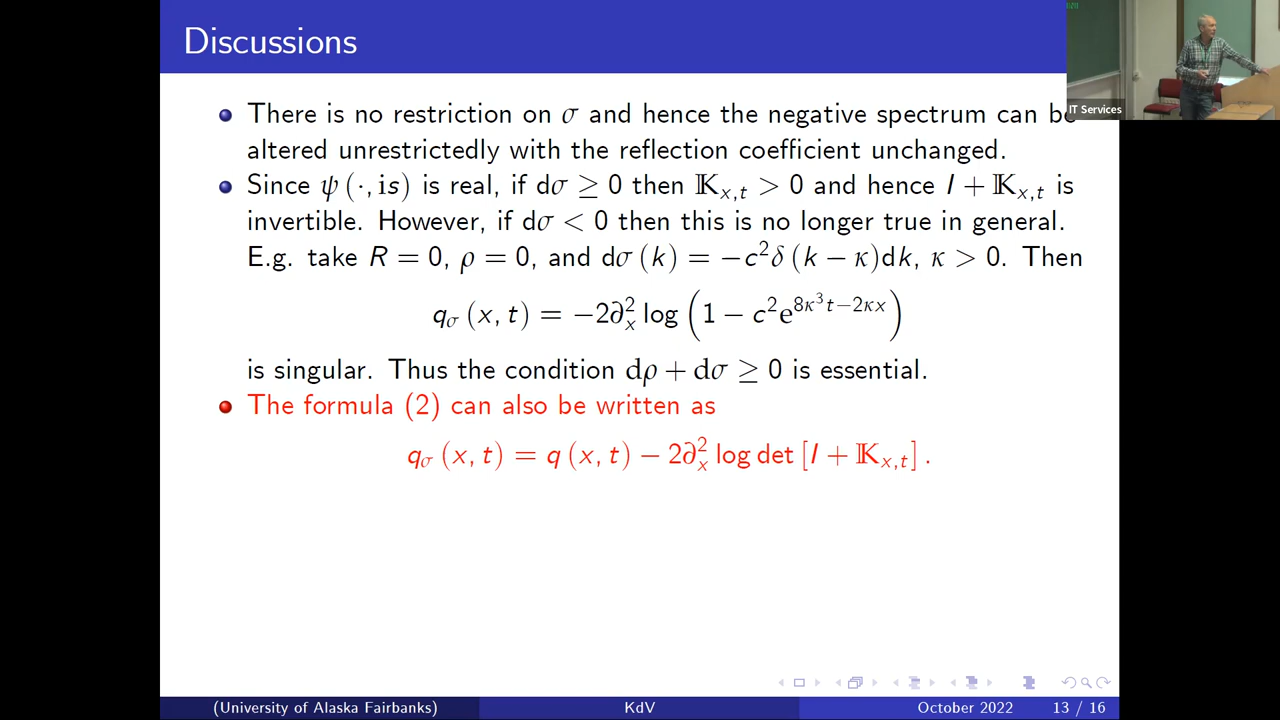 Discussions
IT Services
There is no restriction on σ and hence the negative spectrum can be
altered unrestrictedly with the reflection coefficient unchanged.
Since ψ (·, is) is real, if dσ ≥ 0 then 𝕂ₓ,ₜ > 0 and hence I + 𝕂ₓ,ₜ is
invertible. However, if dσ < 0 then this is no longer true in general.
E.g. take R = 0, ρ = 0, and dσ (k) = −c²δ (k − κ)dk, κ > 0. Then
q_σ (x, t) = −2∂ₓ² log (1 − c²e^{8κ³t−2κx})
is singular. Thus the condition dρ + dσ ≥ 0 is essential.
The formula (2) can also be written as
q_σ (x, t) = q (x, t) − 2∂ₓ² log det [I + 𝕂ₓ,ₜ] .
(University of Alaska Fairbanks) KdV October 2022 13 / 16